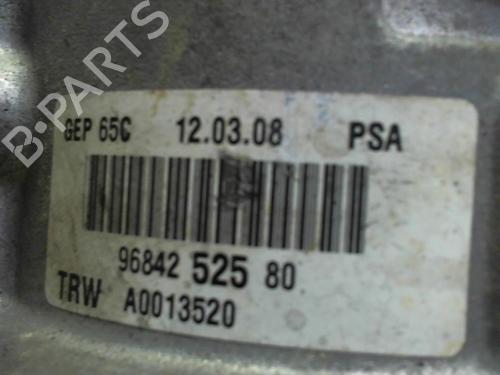 B-PARTS
GEP 65C 12.03.08 PSA
96842 525 80
TRW A0013520